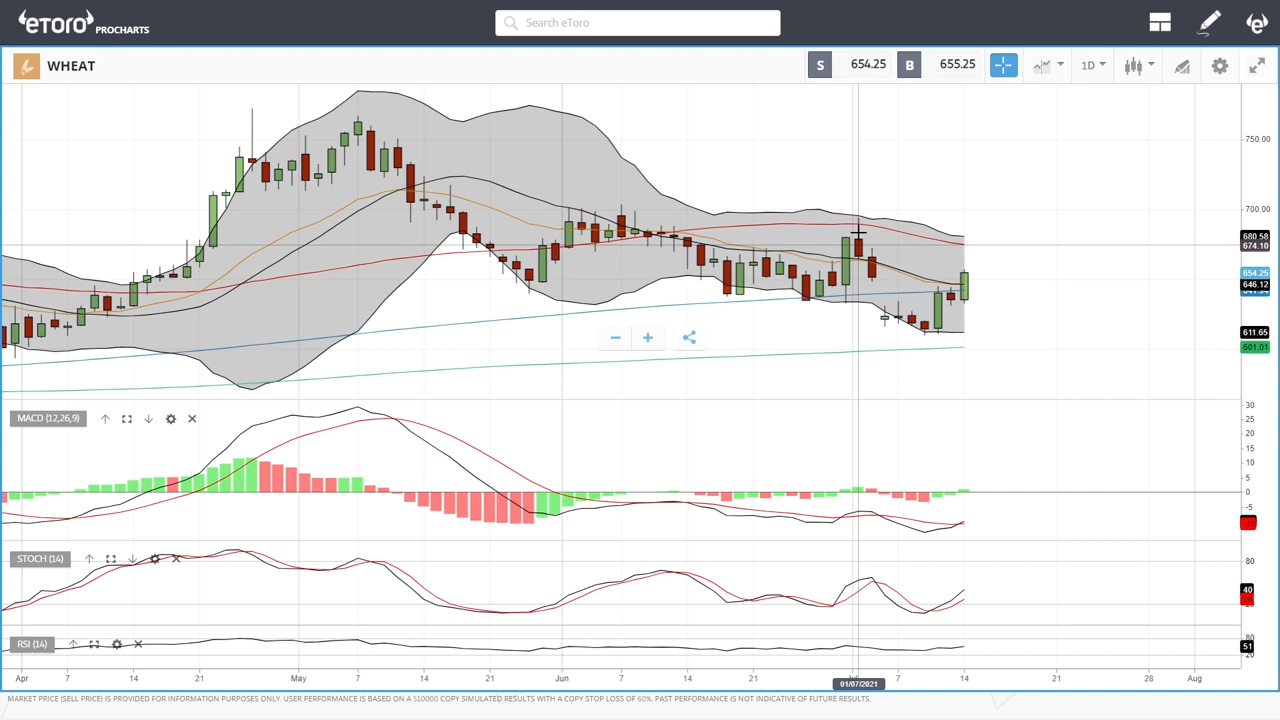 eToro PROCHARTS
Search eToro
WHEAT
S 654.25 B 655.25
1D
750.00
700.00
680.58
674.10
654.25
646.12
611.65
601.01
MACD (12,26,9)
30
25
20
15
10
5
0
-5
-11
STOCH (14)
80
40
RSI (14)
80
51
20
Apr 7 14 21 May 7 14 21 Jun 7 14 21 7 14 21 28 Aug
01/07/2021
MARKET PRICE (SELL PRICE) IS PROVIDED FOR INFORMATION PURPOSES ONLY. USER PERFORMANCE IS BASED ON A $10000 COPY SIMULATED RESULTS WITH A COPY STOP LOSS OF 60%. PAST PERFORMANCE IS NOT INDICATIVE OF FUTURE RESULTS.